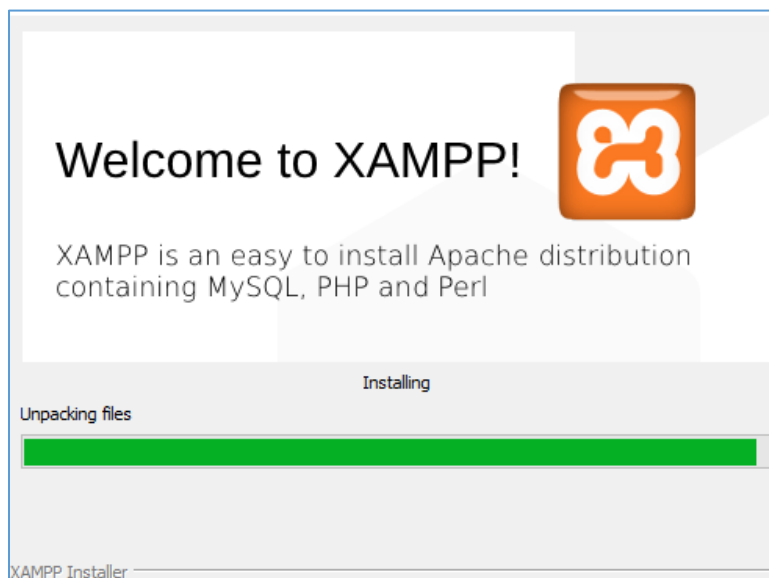 Welcome to XAMPP!
XAMPP is an easy to install Apache distribution
containing MySQL, PHP and Perl
Installing
Unpacking files
XAMPP Installer